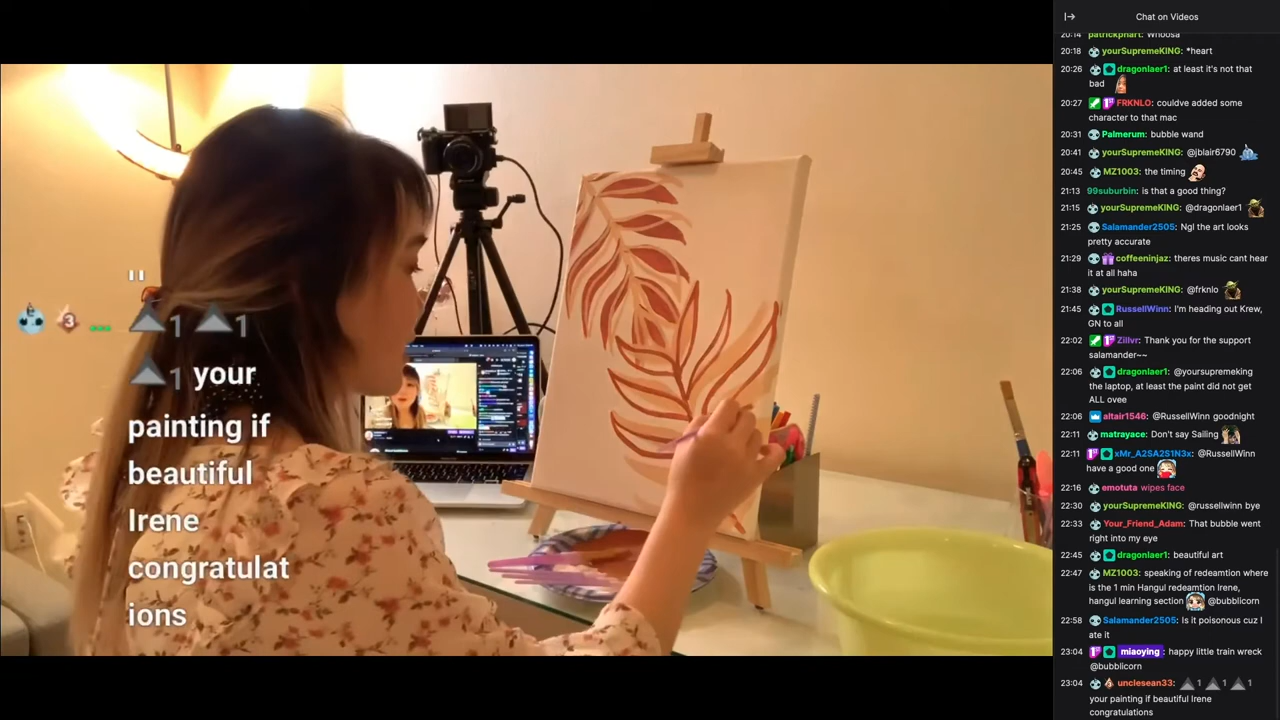 "
3 ... 1 1
1 your
painting if
beautiful
Irene
congratulat
ions
Chat on Videos
20:14 patrickphart: Whoosa
20:18 yourSupremeKING: *heart
20:26 dragonlaer1: at least it's not that
bad
20:27 FRKNLO: couldve added some
character to that mac
20:31 Palmerum: bubble wand
20:41 yourSupremeKING: @jblair6790
20:45 MZ1003: the timing
21:13 99suburbin: is that a good thing?
21:15 yourSupremeKING: @dragonlaer1
21:25 Salamander2505: Ngl the art looks
pretty accurate
21:29 coffeeninjaz: theres music cant hear
it at all haha
21:38 yourSupremeKING: @frknlo
21:45 RussellWinn: I'm heading out Krew,
GN to all
22:02 Zillvr: Thank you for the support
salamander~~
22:06 dragonlaer1: @yoursupremeking
the laptop, at least the paint did not get
ALL ovee
22:06 altair1546: @RussellWinn goodnight
22:11 matrayace: Don't say Sailing
22:11 xMr_A2SA2S1N3x: @RussellWinn
have a good one
22:16 emotuta wipes face
22:30 yourSupremeKING: @russellwinn bye
22:33 Your_Friend_Adam: That bubble went
right into my eye
22:45 dragonlaer1: beautiful art
22:47 MZ1003: speaking of redeamtion where
is the 1 min Hangul redeamtion Irene,
hangul learning section @bubblicorn
22:58 Salamander2505: Is it poisonous cuz I
ate it
23:04 miaoying: happy little train wreck
@bubblicorn
23:04 unclesean33: 1 1 1
your painting if beautiful Irene
congratulations